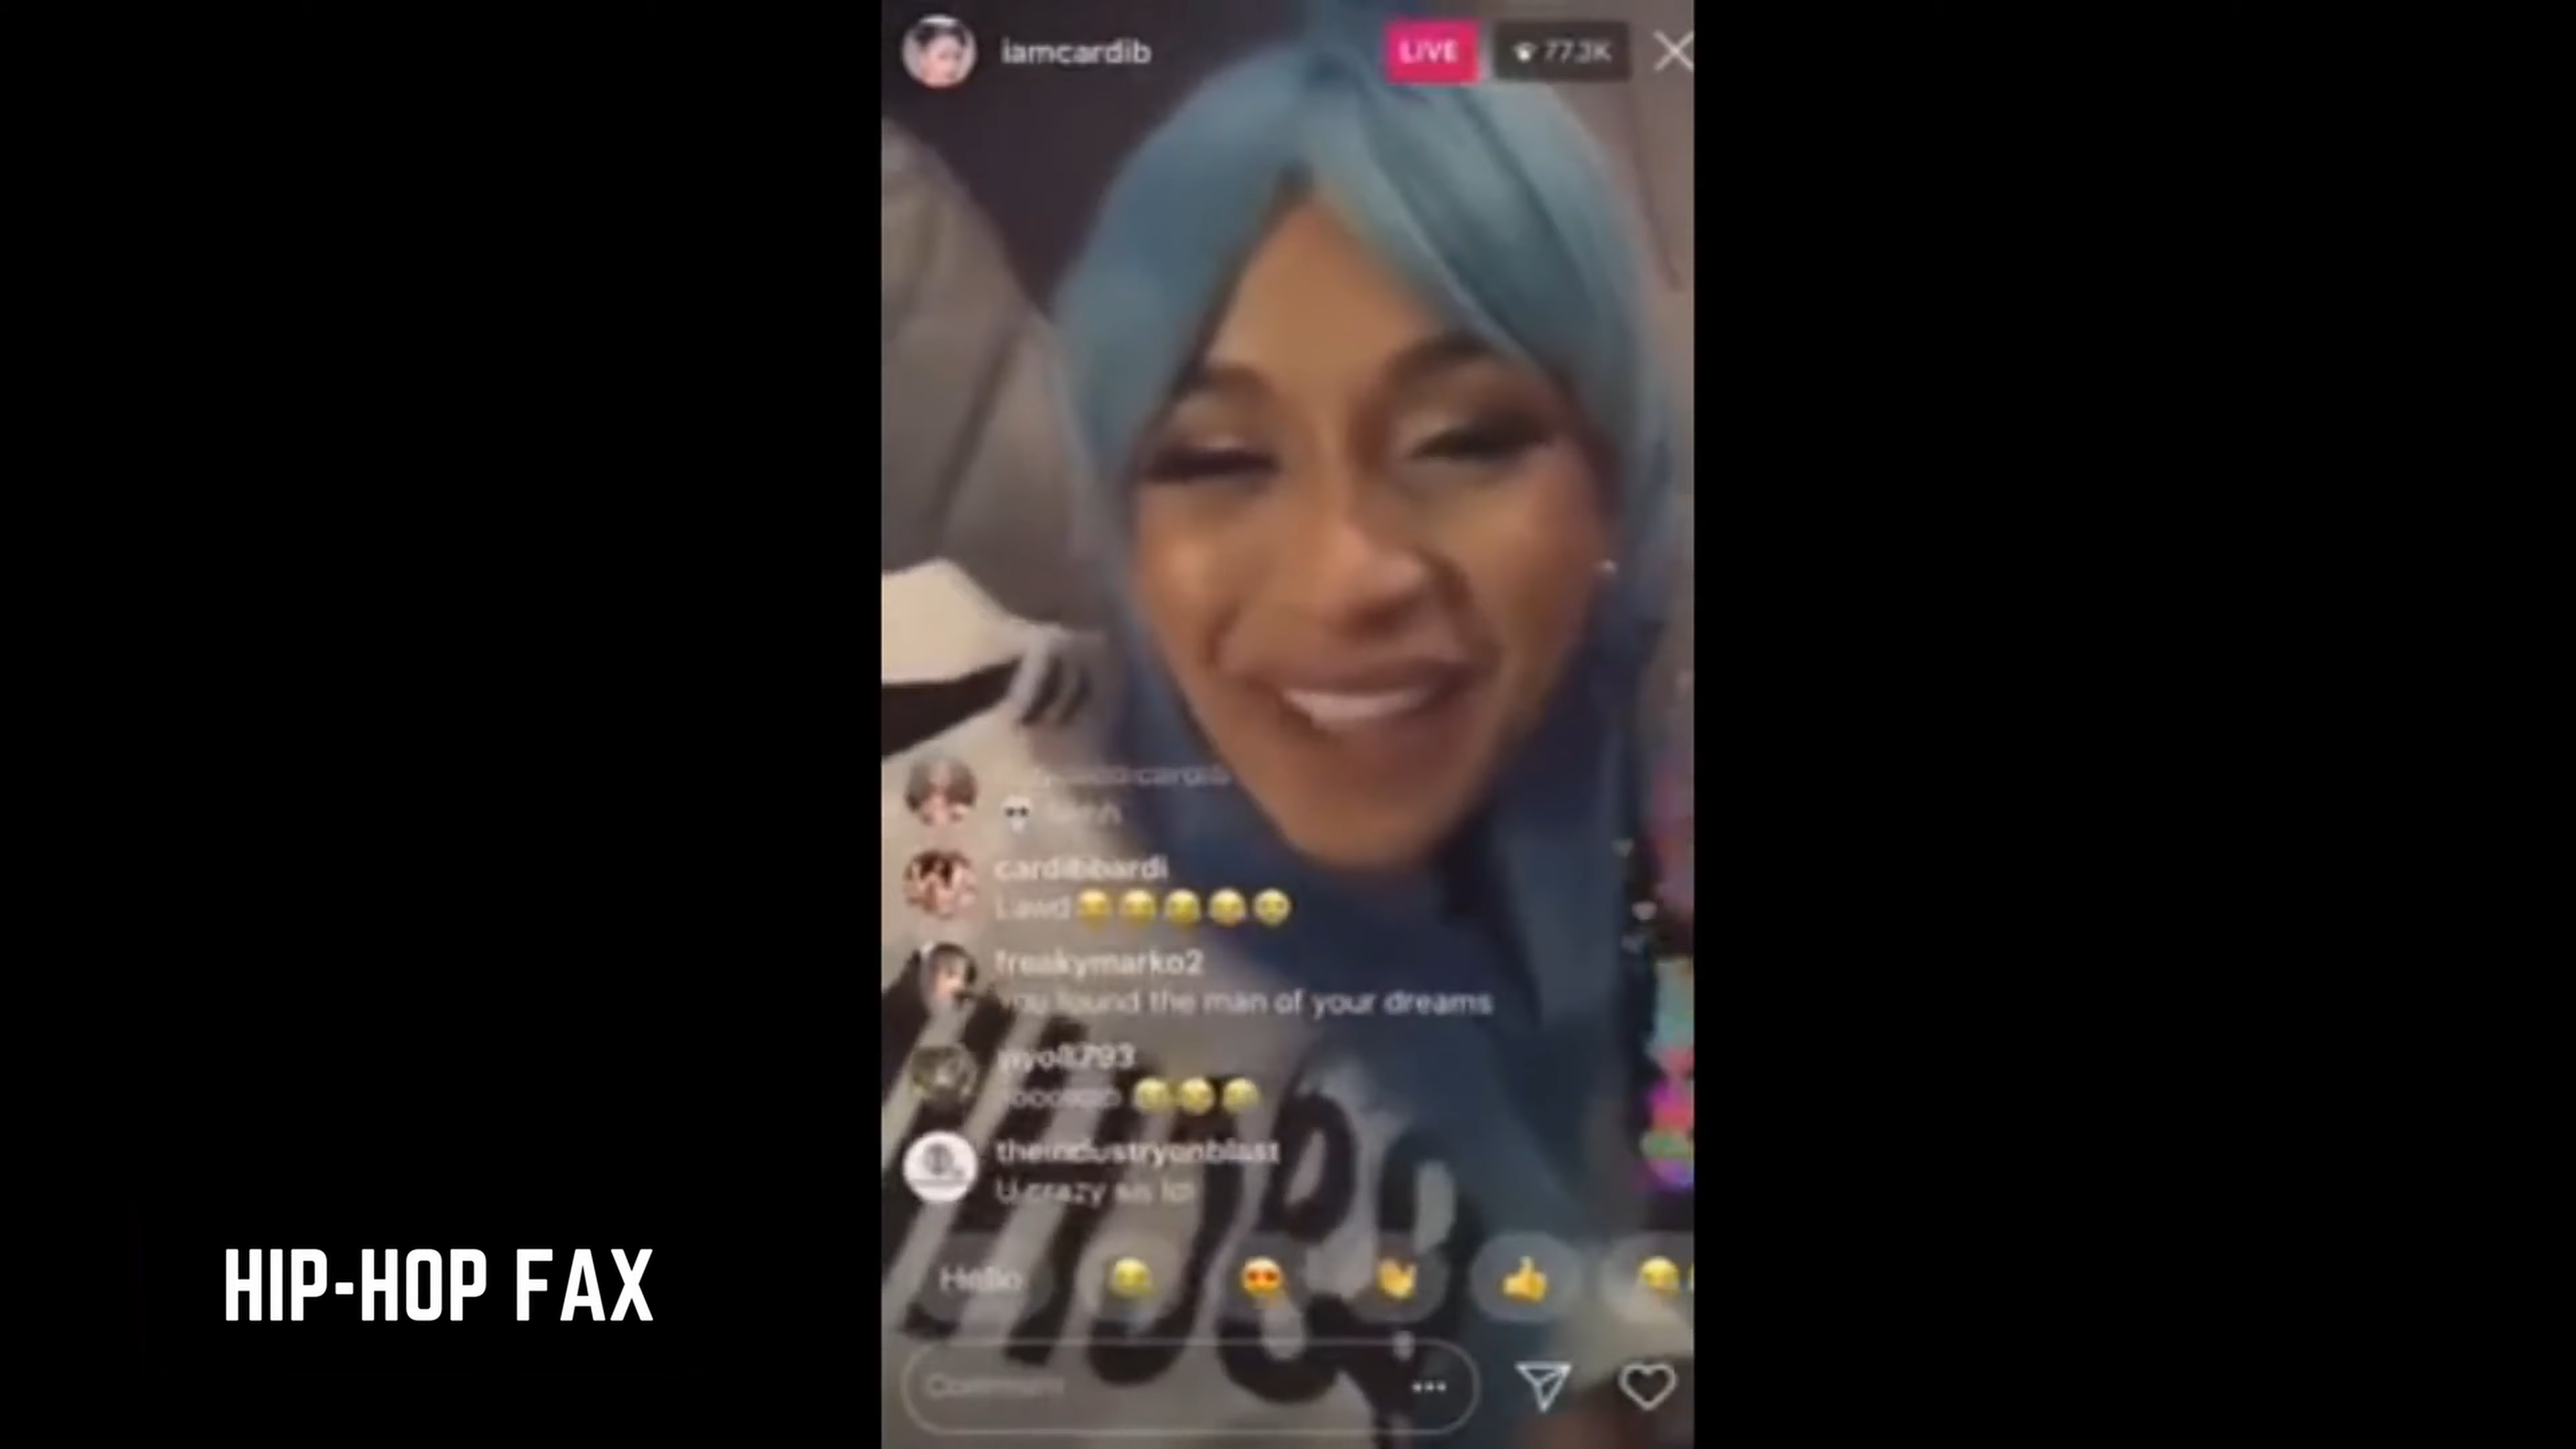 iamcardib
LIVE
77.3K
cardibbardi
Lawd
freakymarko2
you found the man of your dreams
theindustryonblast
U crazy sis lol
Hello
HIP-HOP FAX
Comment